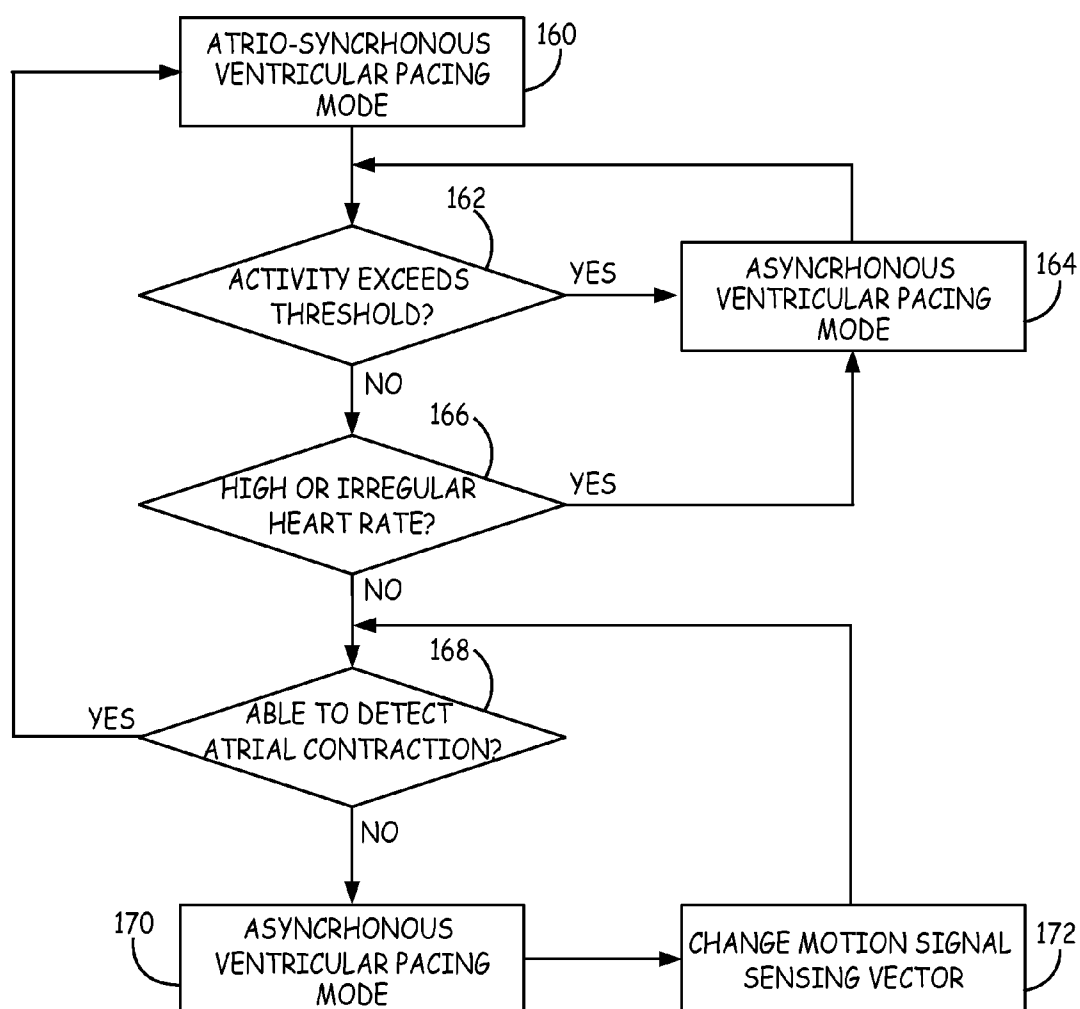 ATRIO-SYNCRHONOUS
VENTRICULAR PACING
MODE
160
162
ACTIVITY EXCEEDS
THRESHOLD?
YES
ASYNCRHONOUS
VENTRICULAR PACING
MODE
164
NO
166
HIGH OR IRREGULAR
HEART RATE?
YES
NO
168
YES
ABLE TO DETECT
ATRIAL CONTRACTION?
NO
170
ASYNCRHONOUS
VENTRICULAR PACING
MODE
CHANGE MOTION SIGNAL
SENSING VECTOR
172